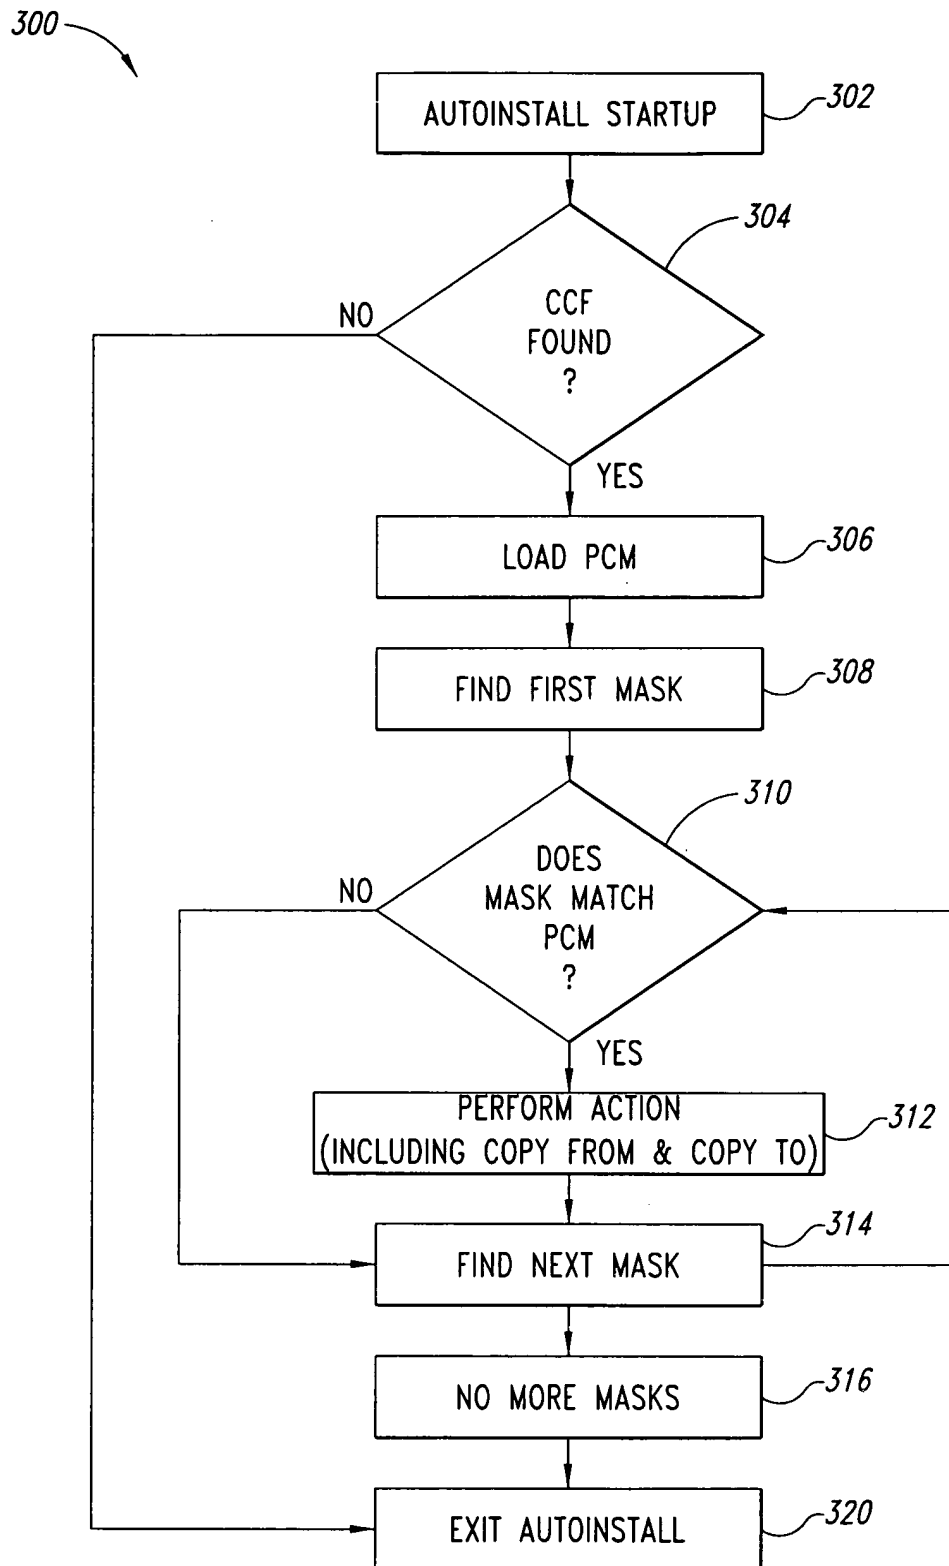 300
AUTOINSTALL STARTUP
302
304
CCF
FOUND
?
NO
YES
LOAD PCM
306
FIND FIRST MASK
308
310
DOES
MASK MATCH
PCM
?
NO
YES
PERFORM ACTION
(INCLUDING COPY FROM & COPY TO)
312
314
FIND NEXT MASK
NO MORE MASKS
316
EXIT AUTOINSTALL
320